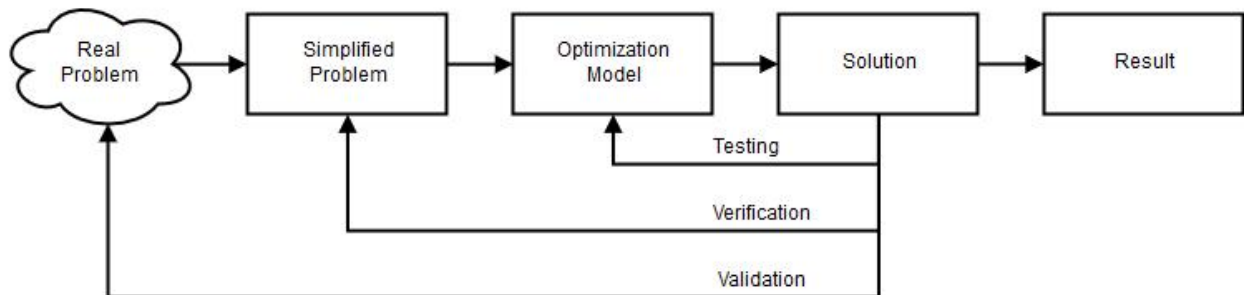 Real
Problem
Simplified
Problem
Optimization
Model
Solution
Result
Testing
Verification
Validation